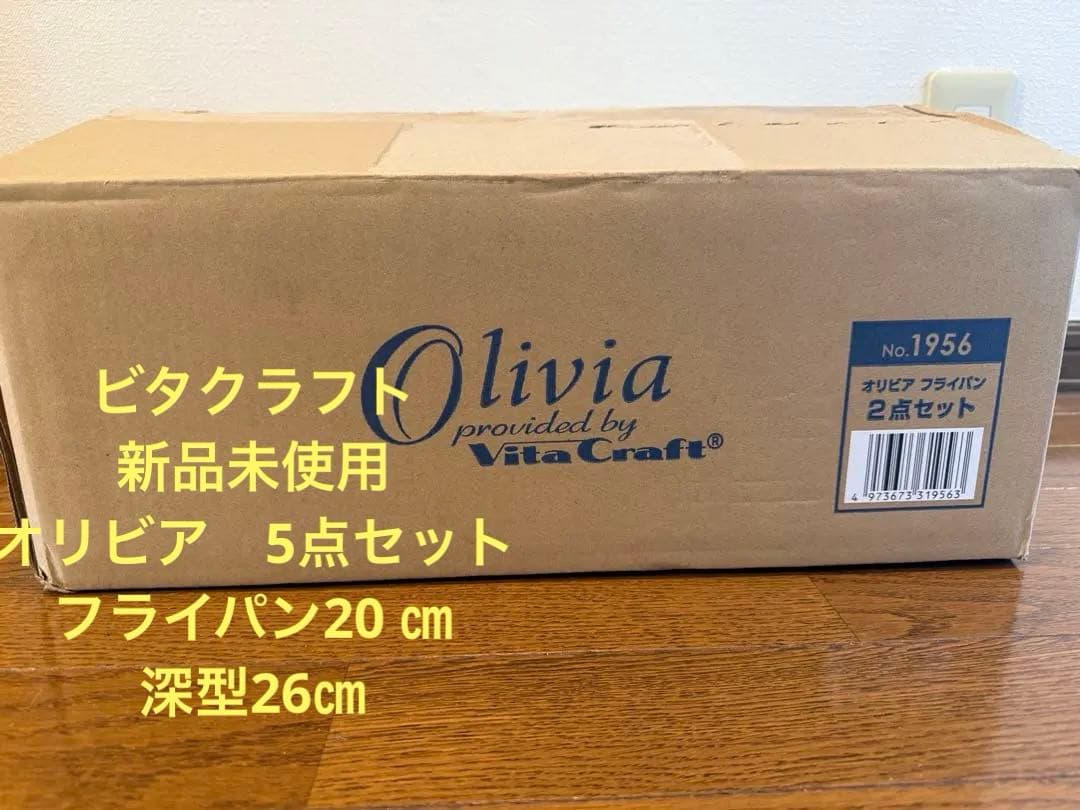 Olivia
provided by
VitaCraft®
No.1956
オリビア フライパン
2点セット
4 973673 319563
ビタクラフト
新品未使用
オリビア　5点セット
フライパン20 ㎝
深型26㎝